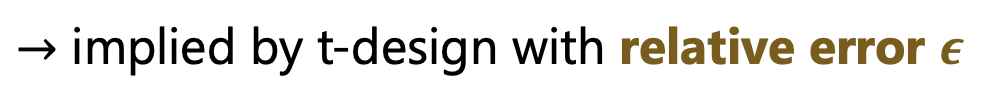 → implied by t-design with relative error ϵ